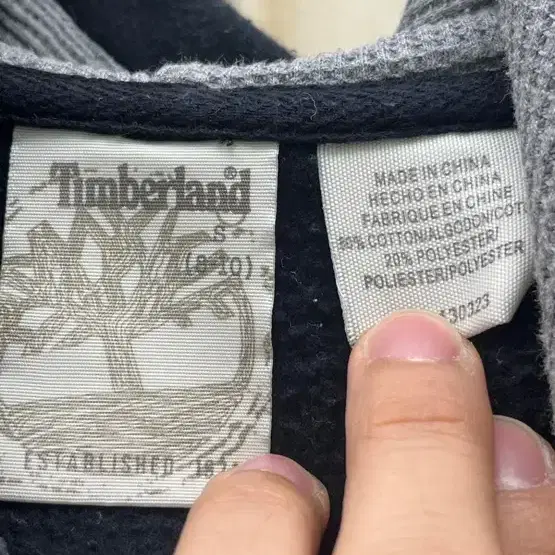 Timberland®
S
(8-10)
ESTABLISHED
MADE IN CHINA
HECHO EN CHINA
FABRIQUE EN CHINE
80% COTTON/ALGODON/COT
20% POLYESTER/
POLIESTER/POLYESTER
A30323